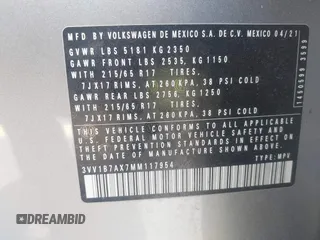 MFD BY VOLKSWAGEN DE MEXICO S.A. DE C.V. MEXICO 04/21
GVWR LBS 5181 KG 2350
GAWR FRONT LBS 2535, KG 1150
WITH 215/65 R17 TIRES,
7JX17 RIMS, AT 260 KPA, 38 PSI COLD
GAWR REAR LBS 2756, KG 1250
WITH 215/65 R17 TIRES,
7JX17 RIMS, AT 260 KPA, 38 PSI COLD
THIS VEHICLE CONFORMS TO ALL APPLICABLE
U.S. FEDERAL MOTOR VEHICLE SAFETY,
BUMPER, AND THEFT PREVENTION STANDARDS
IN EFFECT ON THE DATE OF MANUFACTURE
SHOWN ABOVE.
3VV1B7AX7MM117954
TYPE: MPV
AutoBidMaster